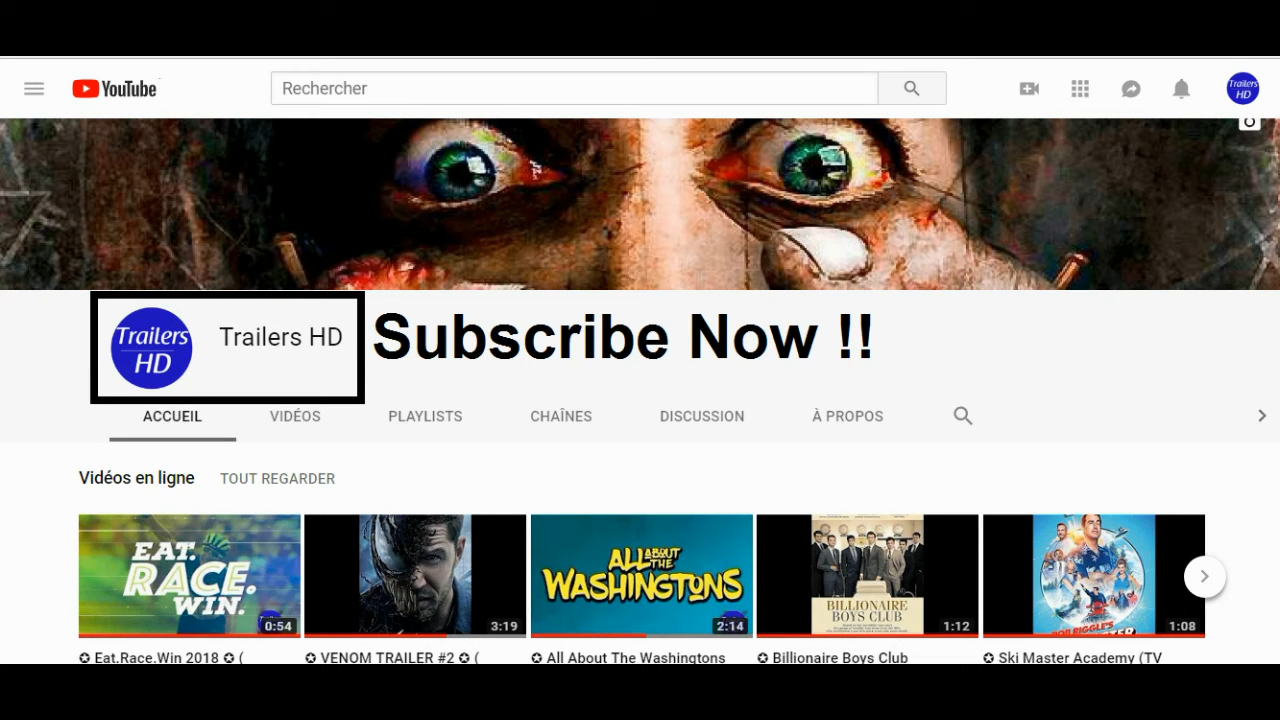 YouTube
Rechercher
Trailers
HD
Trailers
HD
Trailers HD
Subscribe Now !!
ACCUEIL
VIDÉOS
PLAYLISTS
CHAÎNES
DISCUSSION
À PROPOS
Vidéos en ligne
TOUT REGARDER
EAT.
RACE.
WIN.
0:54
3:19
ALL ABOUT THE
WASHINGTONS
2:14
BILLIONAIRE
BOYS CLUB
1:12
1:08
✪ Eat.Race.Win 2018 ✪ (
✪ VENOM TRAILER #2 ✪ (
✪ All About The Washingtons
✪ Billionaire Boys Club
✪ Ski Master Academy (TV